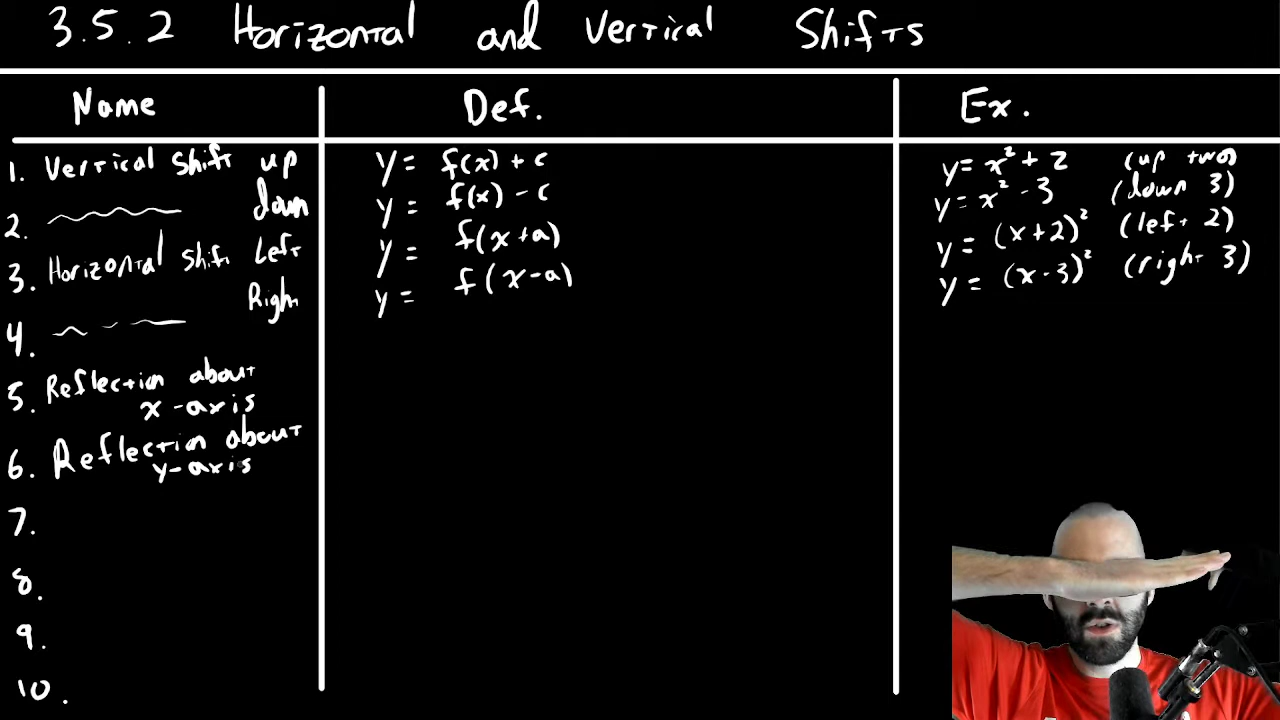 3.5.2 Horizontal and Vertical Shifts
Name Def. Ex.
1. Vertical Shift up y = f(x) + c y = x² + 2 (up two)
2. down y = f(x) - c y = x² - 3 (down 3)
3. Horizontal shift Left y = f(x+a) y = (x+2)² (left 2)
4. Right y = f(x-a) y = (x-3)² (right 3)
5. Reflection about
x-axis
6. Reflection about
y-axis
7.
8.
9.
10.